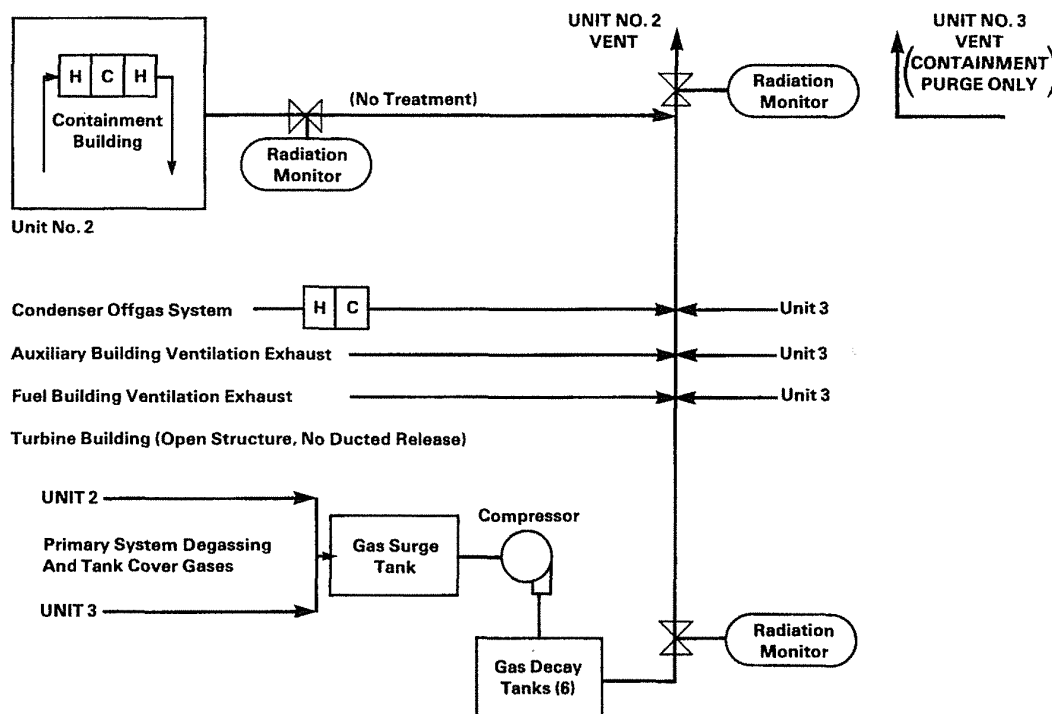 UNIT NO. 2
VENT
UNIT NO. 3
VENT
(CONTAINMENT
PURGE ONLY)
H C H
Containment
Building
(No Treatment)
Radiation
Monitor
Radiation
Monitor
Unit No. 2
Condenser Offgas System
H C
Unit 3
Auxiliary Building Ventilation Exhaust
Unit 3
Fuel Building Ventilation Exhaust
Unit 3
Turbine Building (Open Structure, No Ducted Release)
UNIT 2
Primary System Degassing
And Tank Cover Gases
UNIT 3
Gas Surge
Tank
Compressor
Gas Decay
Tanks (6)
Radiation
Monitor